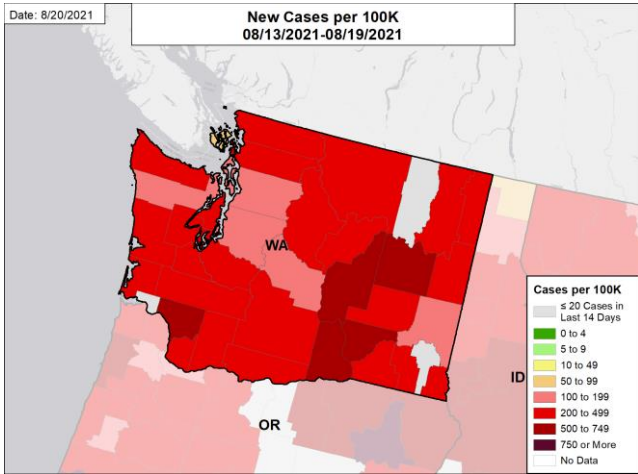 Date: 8/20/2021
New Cases per 100K
08/13/2021-08/19/2021
WA
OR
ID
Cases per 100K
≤ 20 Cases in
Last 14 Days
0 to 4
5 to 9
10 to 49
50 to 99
100 to 199
200 to 499
500 to 749
750 or More
No Data